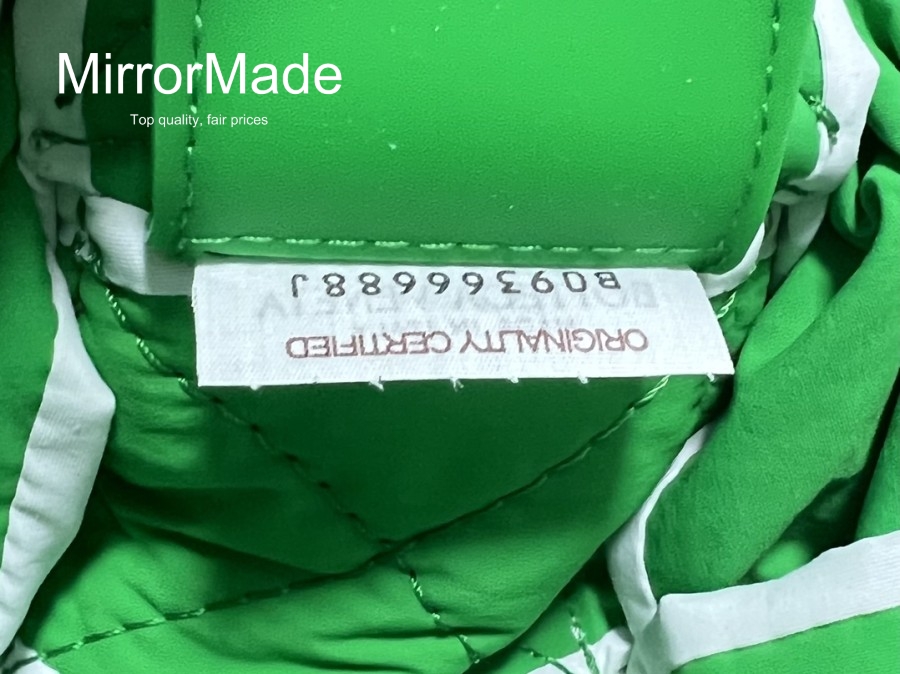 MirrorMade
Top quality, fair prices
ORIGINALITY CERTIFIED
B09366688J